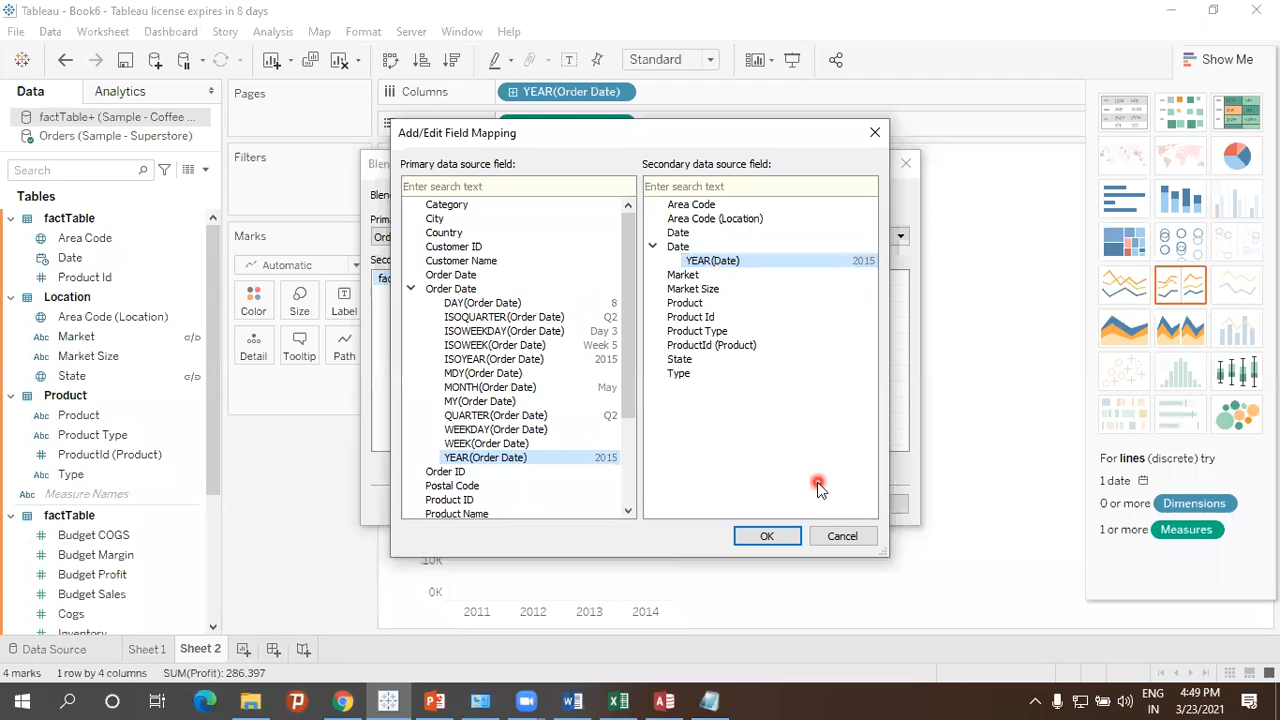 Tableau - Book6 - Tableau license expires in 8 days
File Data Worksheet Dashboard Story Analysis Map Format Server Window Help
Standard
Show Me
Data Analytics
factTable+ (Sample - Coffee ...
Orders (Sample - Superstore)
Search
Tables
factTable
Area Code
Date
Product Id
Location
Area Code (Location)
Abc Market
Abc Market Size
State
Product
Abc Product
Abc Product Type
Abc ProductId (Product)
Abc Type
Abc Measure Names
factTable
Budget COGS
Budget Margin
Budget Profit
Budget Sales
Cogs
Inventory
Pages
Filters
Marks
Automatic
Color Size Label
Detail Tooltip Path
Columns YEAR(Order Date)
Add/Edit Field Mapping
Primary data source field: Secondary data source field:
Enter search text
Category
City
Country
Customer ID
Customer Name
Order Date
Order Date
DAY(Order Date) 8
ISOQUARTER(Order Date) Q2
ISOWEEKDAY(Order Date) Day 3
ISOWEEK(Order Date) Week 5
ISOYEAR(Order Date) 2015
MDY(Order Date)
MONTH(Order Date) May
MY(Order Date)
QUARTER(Order Date) Q2
WEEKDAY(Order Date)
WEEK(Order Date)
YEAR(Order Date) 2015
Order ID
Postal Code
Product ID
Product Name
Enter search text
Area Code
Area Code (Location)
Date
Date
YEAR(Date) 2015
Market
Market Size
Product
Product Id
Product Type
ProductId (Product)
State
Type
OK Cancel
10K
0K
2011 2012 2013 2014
For lines (discrete) try
1 date
0 or more Dimensions
1 or more Measures
Data Source Sheet 1 Sheet 2
4 marks 1 row by 4 columns SUM(Profit): 286.397
ENG
IN
4:49 PM
3/23/2021